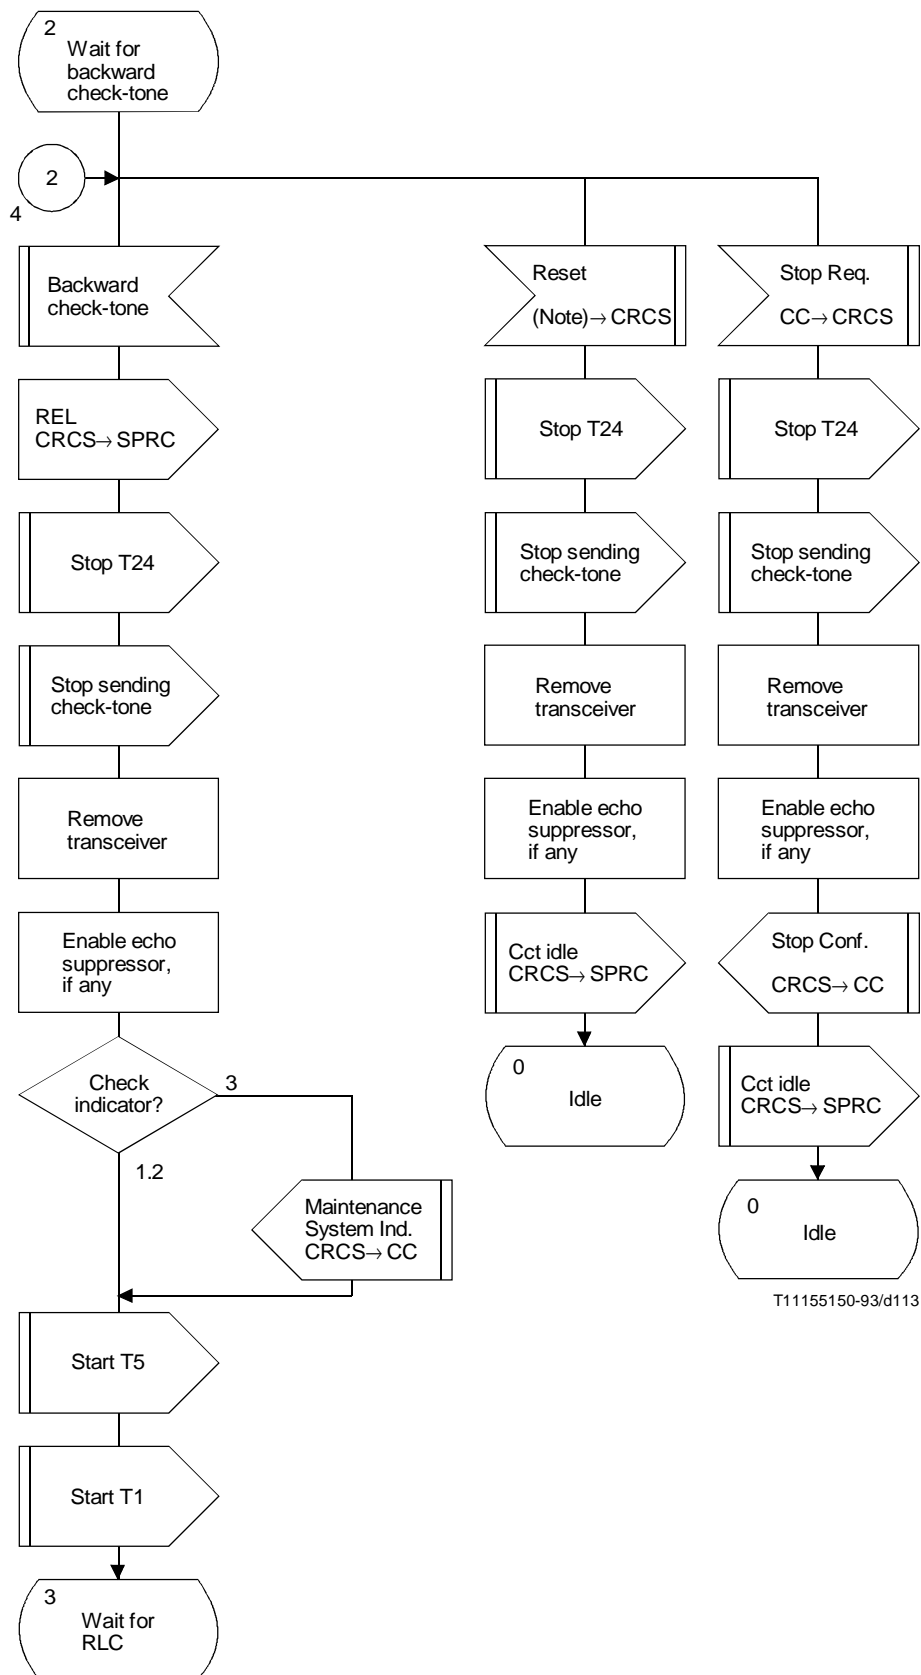 2
Wait for
backward
check-tone
2
4
Backward
check-tone
REL
CRCS→SPRC
Stop T24
Stop sending
check-tone
Remove
transceiver
Enable echo
suppressor,
if any
Check
indicator?
3
1.2
Maintenance
System Ind.
CRCS→CC
Start T5
Start T1
3
Wait for
RLC
Reset
(Note)→CRCS
Stop T24
Stop sending
check-tone
Remove
transceiver
Enable echo
suppressor,
if any
Cct idle
CRCS→SPRC
0
Idle
Stop Req.
CC→CRCS
Stop T24
Stop sending
check-tone
Remove
transceiver
Enable echo
suppressor,
if any
Stop Conf.
CRCS→CC
Cct idle
CRCS→SPRC
0
Idle
T11155150-93/d113